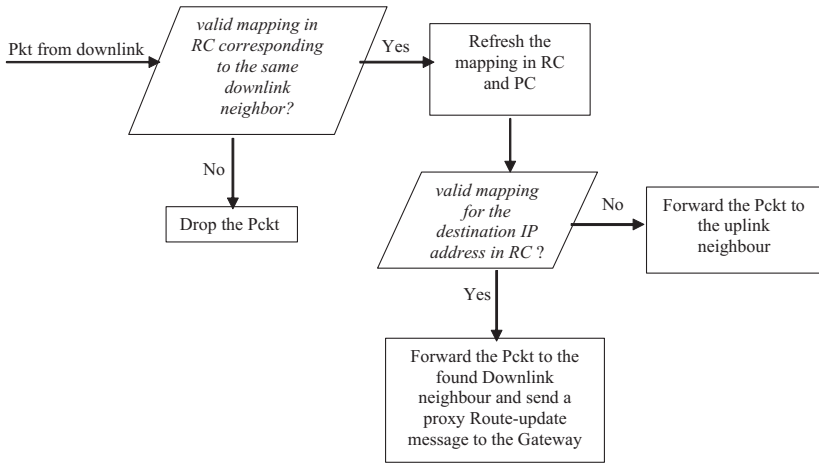 Pkt from downlink
valid mapping in
RC corresponding
to the same
downlink
neighbor?
Yes
Refresh the
mapping in RC
and PC
No
Drop the Pckt
valid mapping
for the
destination IP
address in RC ?
No
Forward the Pckt to
the uplink
neighbour
Yes
Forward the Pckt to the
found Downlink
neighbour and send a
proxy Route-update
message to the Gateway